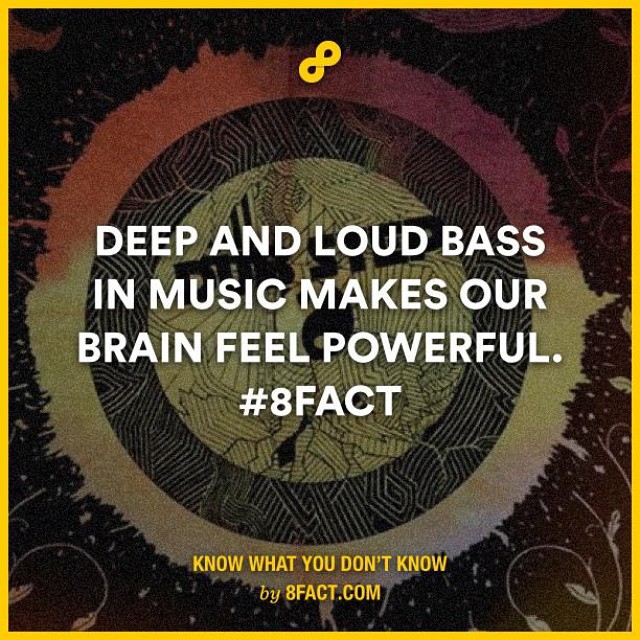 DEEP AND LOUD BASS
IN MUSIC MAKES OUR
BRAIN FEEL POWERFUL.
#8FACT
KNOW WHAT YOU DON'T KNOW
by 8FACT.COM